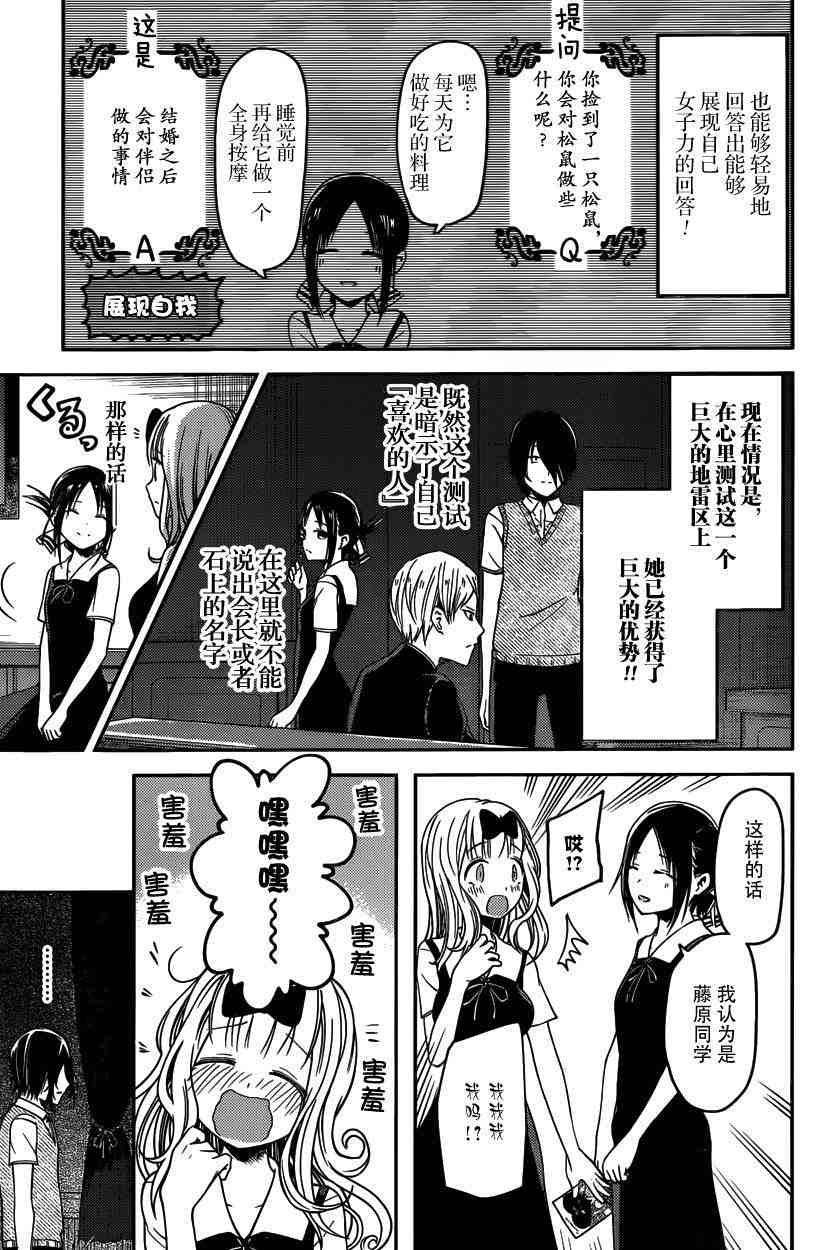 也能够轻易地
回答出能够
展现自己
女子力的回答！
提问
你捡到了一只松鼠，
你会对松鼠做些
什么呢？
Q
嗯…
每天为它
做好吃的料理
睡觉前
再给它做一个
全身按摩
这是
结婚之后
会对伴侣
做的事情
A
展现自我
现在情况是，
在心里测试这一个
巨大的地雷区上
她已经获得了
巨大的优势!!
既然这个测试
是暗示了自己
『喜欢的人』
在这里就不能
说出会长或者
石上的名字
那样的话
くるっ
这样的话
我认为是
藤原同学
哎!?
我我我
我吗!?
嘿嘿嘿～
害羞
害羞
害羞
害羞
害羞
………